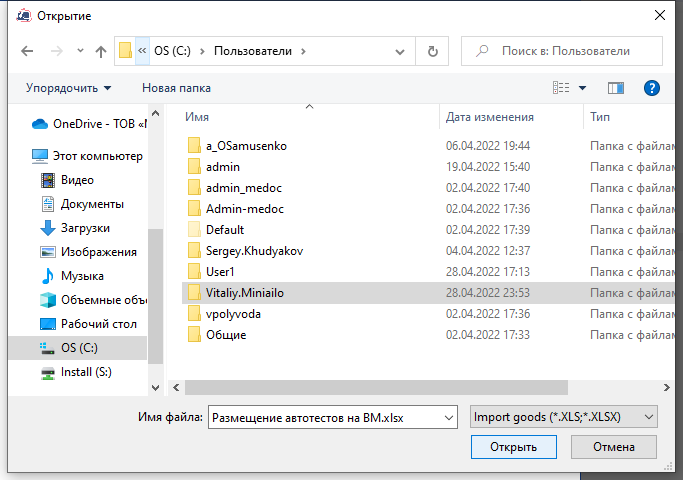 Открытие
« OS (C:) › Пользователи ›
Поиск в: Пользователи
Упорядочить
Новая папка
Имя
Дата изменения
Тип
OneDrive - ТОВ «
Этот компьютер
Видео
Документы
Загрузки
Изображения
Музыка
Объемные объ
Рабочий стол
OS (C:)
Install (S:)
a_OSamusenko 06.04.2022 19:44 Папка с файлам
admin 19.04.2022 15:40 Папка с файлам
admin_medoc 02.04.2022 17:40 Папка с файлам
Admin-medoc 02.04.2022 17:36 Папка с файлам
Default 02.04.2022 17:39 Папка с файлам
Sergey.Khudyakov 04.04.2022 12:37 Папка с файлам
User1 28.04.2022 17:13 Папка с файлам
Vitaliy.Miniailo 28.04.2022 23:53 Папка с файлам
vpolyvoda 02.04.2022 17:36 Папка с файлам
Общие 02.04.2022 17:33 Папка с файлам
Имя файла:
Размещение автотестов на ВМ.xlsx
Import goods (*.XLS;*.XLSX)
Открыть
Отмена